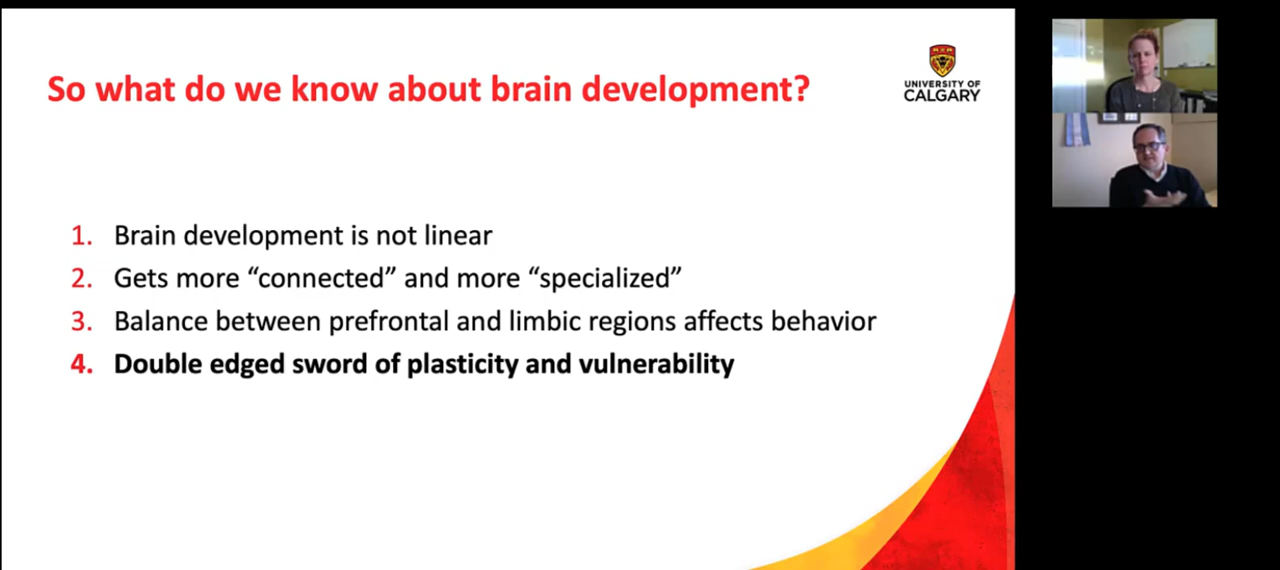 So what do we know about brain development?
UNIVERSITY OF
CALGARY
1. Brain development is not linear
2. Gets more “connected” and more “specialized”
3. Balance between prefrontal and limbic regions affects behavior
4. Double edged sword of plasticity and vulnerability